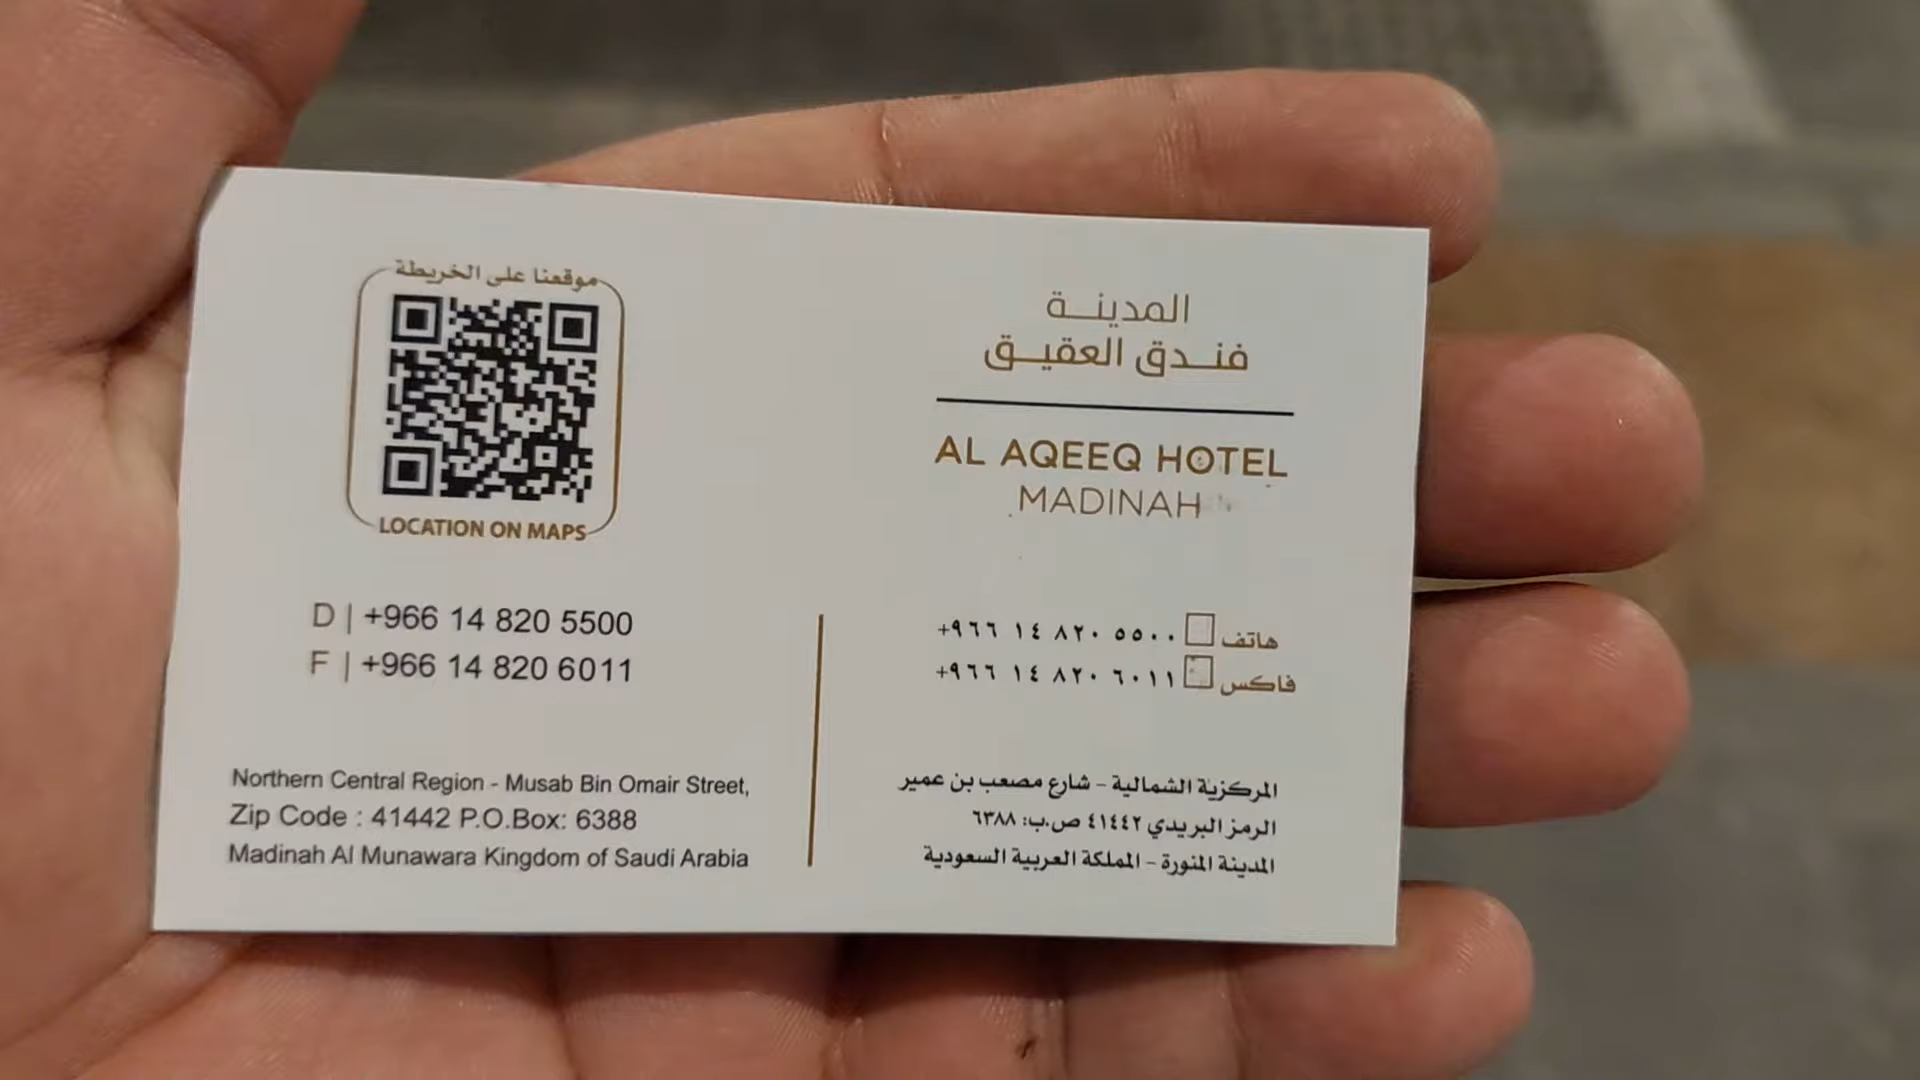 موقعنا على الخريطة
LOCATION ON MAPS
D | +966 14 820 5500
F | +966 14 820 6011
Northern Central Region - Musab Bin Omair Street,
Zip Code : 41442 P.O.Box: 6388
Madinah Al Munawara Kingdom of Saudi Arabia
المدينة
فندق العقيق
AL AQEEQ HOTEL
MADINAH
هاتف +٩٦٦ ١٤ ٨٢٠ ٥٥٠٠
فاكس +٩٦٦ ١٤ ٨٢٠ ٦٠١١
المركزية الشمالية - شارع مصعب بن عمير
الرمز البريدي ٤١٤٤٢ ص.ب: ٦٣٨٨
المدينة المنورة - المملكة العربية السعودية